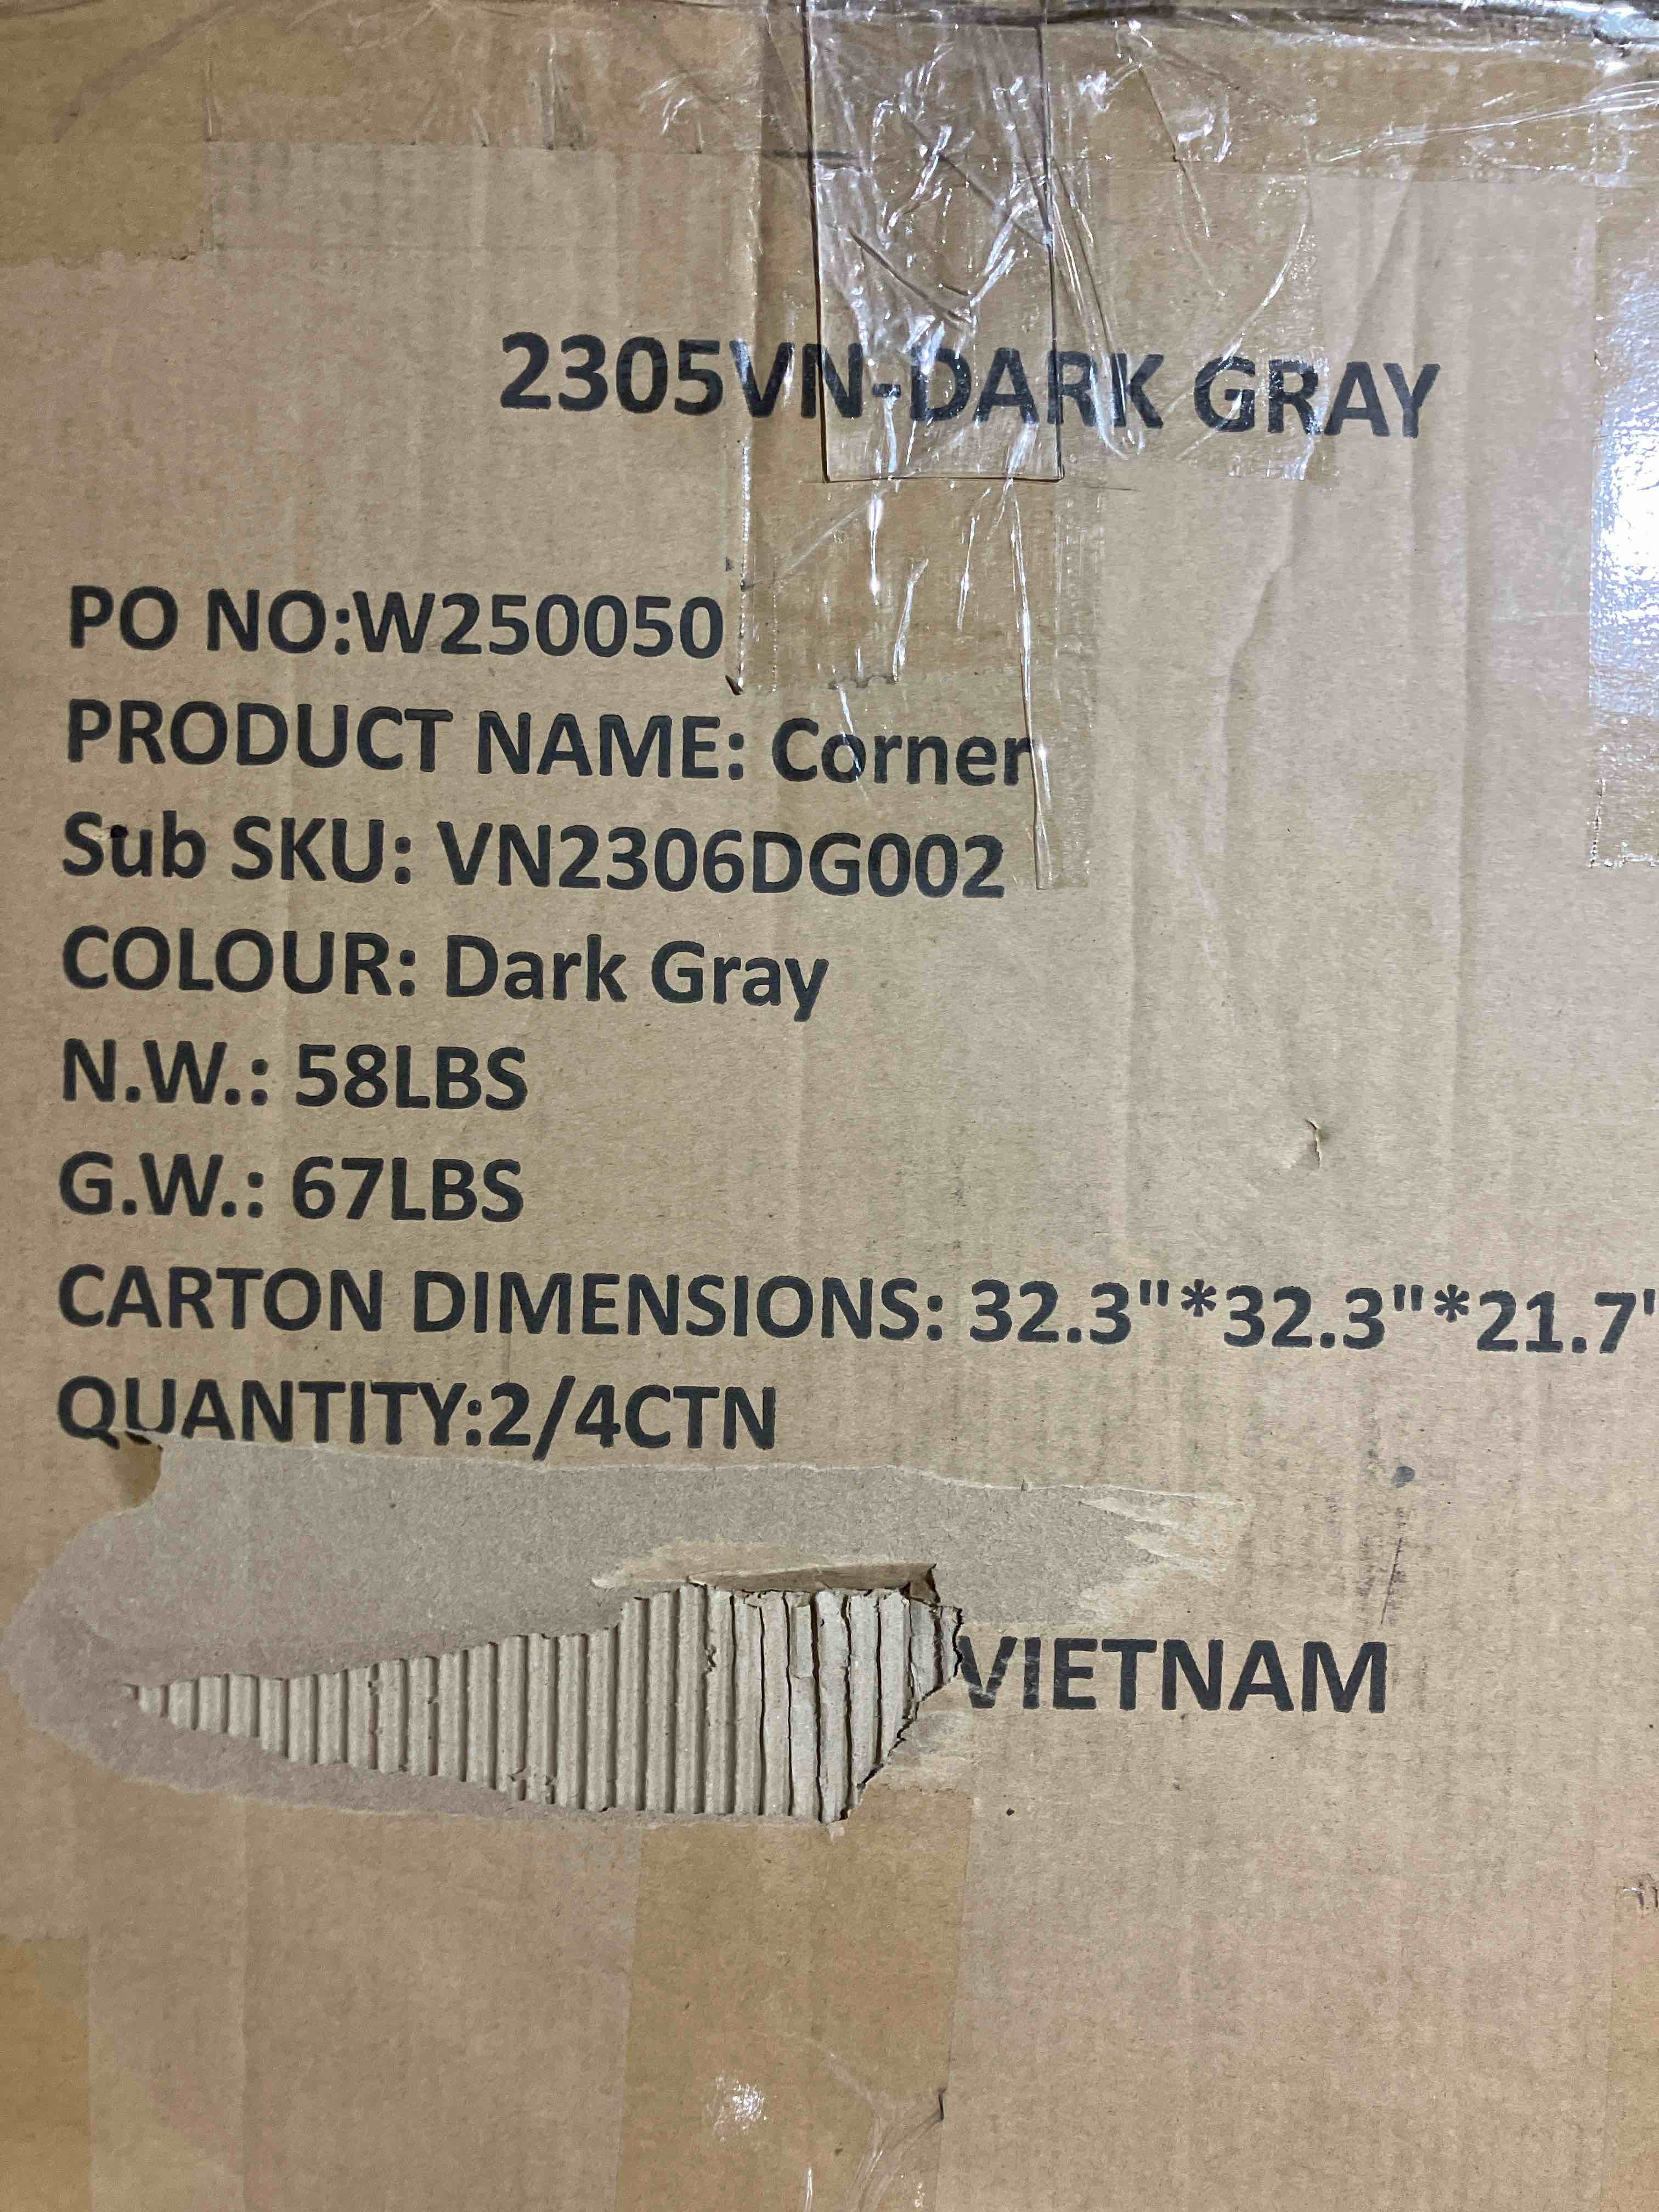 2305VN-DARK GRAY
PO NO:W250050
PRODUCT NAME: Corner
Sub SKU: VN2306DG002
COLOUR: Dark Gray
N.W.: 58LBS
G.W.: 67LBS
CARTON DIMENSIONS: 32.3"*32.3"*21.7"
QUANTITY:2/4CTN
VIETNAM